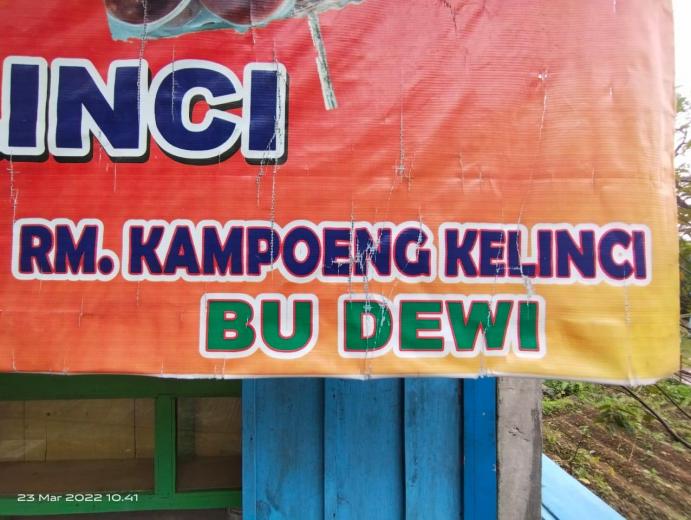 INCI
RM. KAMPOENG KELINCI
BU DEWI
23 Mar 2022 10.41